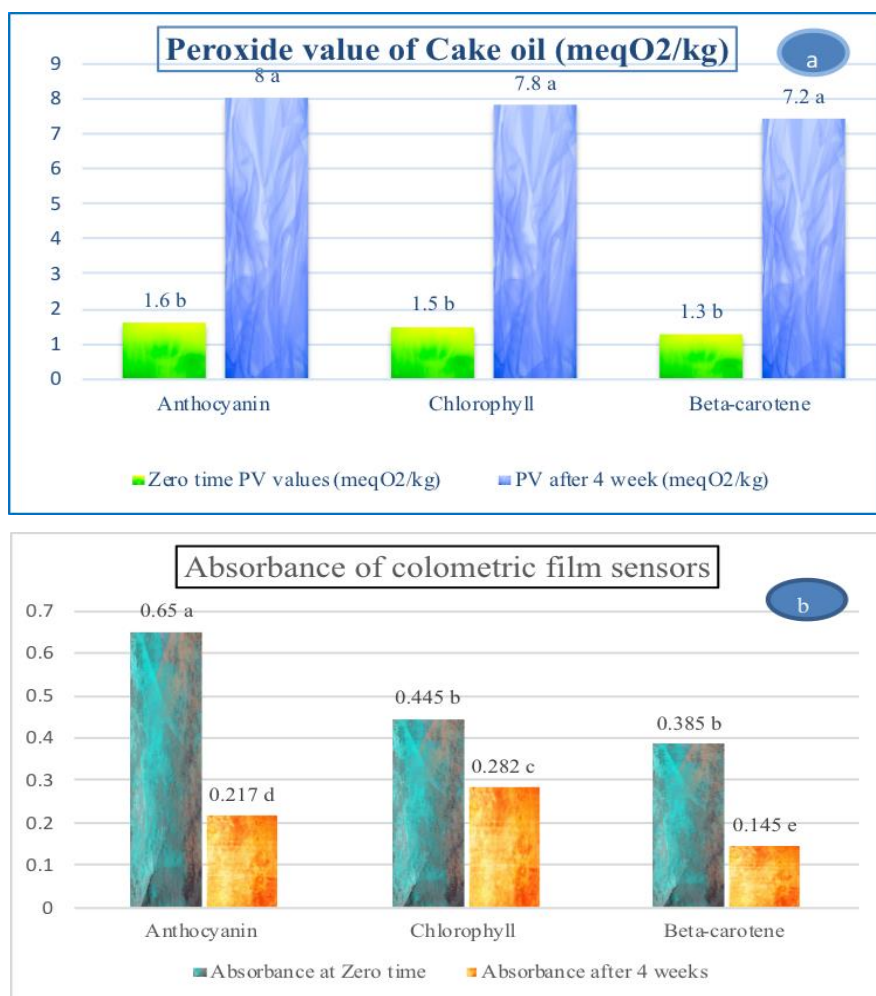 Peroxide value of Cake oil (meqO2/kg)
a
9
8
7
6
5
4
3
2
1
0
8 a
7.8 a
7.2 a
1.6 b
1.5 b
1.3 b
Anthocyanin Chlorophyll Beta-carotene
Zero time PV values (meqO2/kg) PV after 4 week (meqO2/kg)
Absorbance of colometric film sensors
b
0.7
0.6
0.5
0.4
0.3
0.2
0.1
0
0.65 a
0.445 b
0.385 b
0.217 d
0.282 c
0.145 e
Anthocyanin Chlorophyll Beta-carotene
Absorbance at Zero time Absorbance after 4 weeks